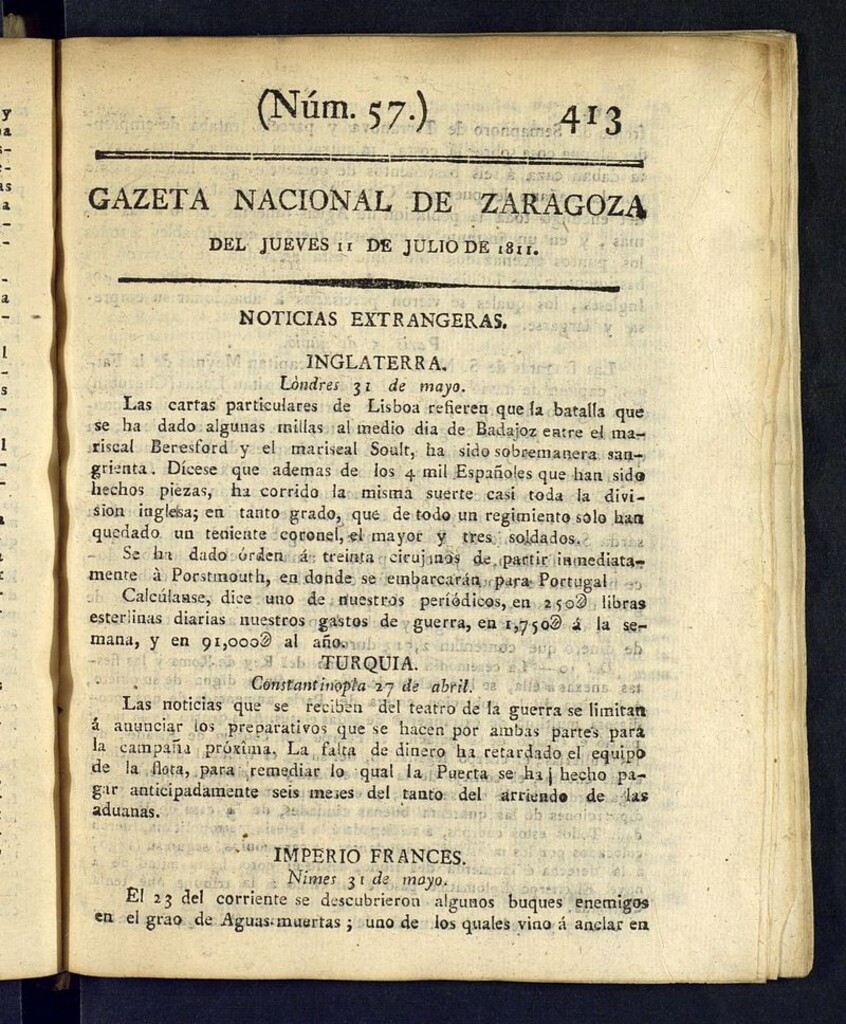 (Núm. 57.) 413
GAZETA NACIONAL DE ZARAGOZA
DEL JUEVES 11 DE JULIO DE 1811.
NOTICIAS EXTRANGERAS.
INGLATERRA.
Lóndres 31 de mayo.
Las cartas particulares de Lisboa refieren que la batalla que
se ha dado algunas millas al medio dia de Badajoz entre el ma-
riscal Beresford y el mariseal Soult, ha sido sobremanera san-
grienta. Dícese que ademas de los 4 mil Españoles que han sido
hechos piezas, ha corrido la misma suerte casi toda la divi-
sion inglesa; en tanto grado, que de todo un regimiento solo han
quedado un teniente coronel, el mayor y tres soldados.
Se ha dado órden á treinta cirujanos de partir inmediata-
mente à Porstmouth, en donde se embarcarán para Portugal
Calcúlanse, dice uno de nuestros periódicos, en 250@ libras
esterlinas diarias nuestros gastos de guerra, en 1,750@ á la se-
mana, y en 91,000@ al año.
TURQUIA.
Constantinopla 27 de abril.
Las noticias que se reciben del teatro de la guerra se limitan
á anunciar los preparativos que se hacen por ambas partes para
la campaña próxima. La falta de dinero ha retardado el equipo
de la flota, para remediar lo qual la Puerta se ha hecho pa-
gar anticipadamente seis meses del tanto del arriendo de las
aduanas.
IMPERIO FRANCES.
Nimes 31 de mayo.
El 23 del corriente se descubrieron algunos buques enemigos
en el grao de Aguas-muertas; uno de los quales vino á anclar en